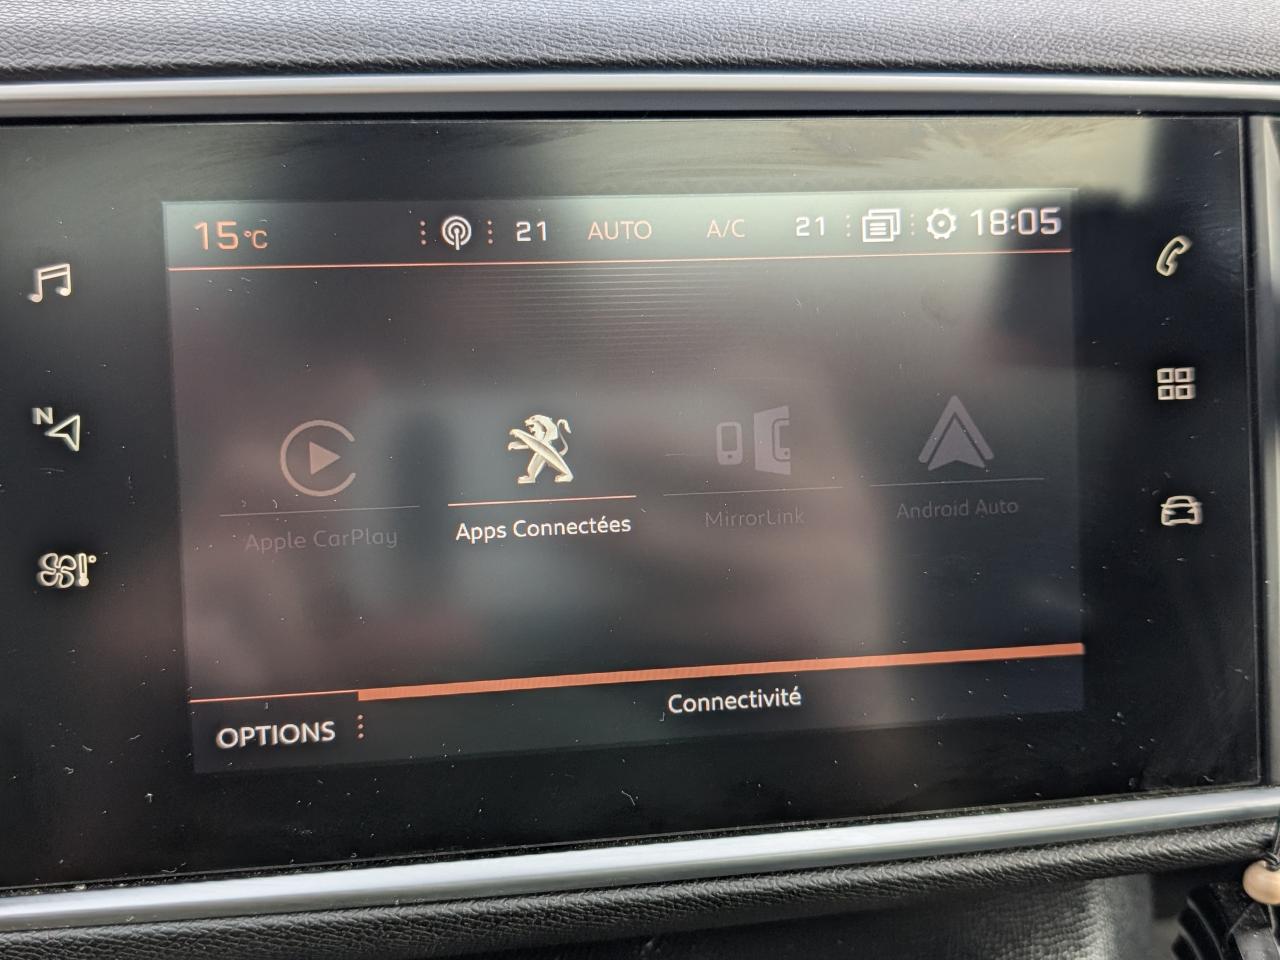 15°C 21 AUTO A/C 21 18:05
N
Apple CarPlay Apps Connectées MirrorLink Android Auto
OPTIONS Connectivité